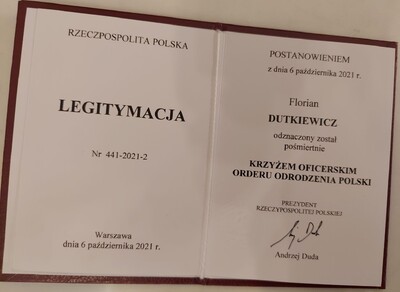 RZECZPOSPOLITA POLSKA
LEGITYMACJA
Nr 441-2021-2
Warszawa
dnia 6 października 2021 r.
POSTANOWIENIEM
z dnia 6 października 2021 r.
Florian
DUTKIEWICZ
odznaczony został
pośmiertnie
KRZYŻEM OFICERSKIM
ORDERU ODRODZENIA POLSKI
PREZYDENT
RZECZYPOSPOLITEJ POLSKIEJ
Andrzej Duda